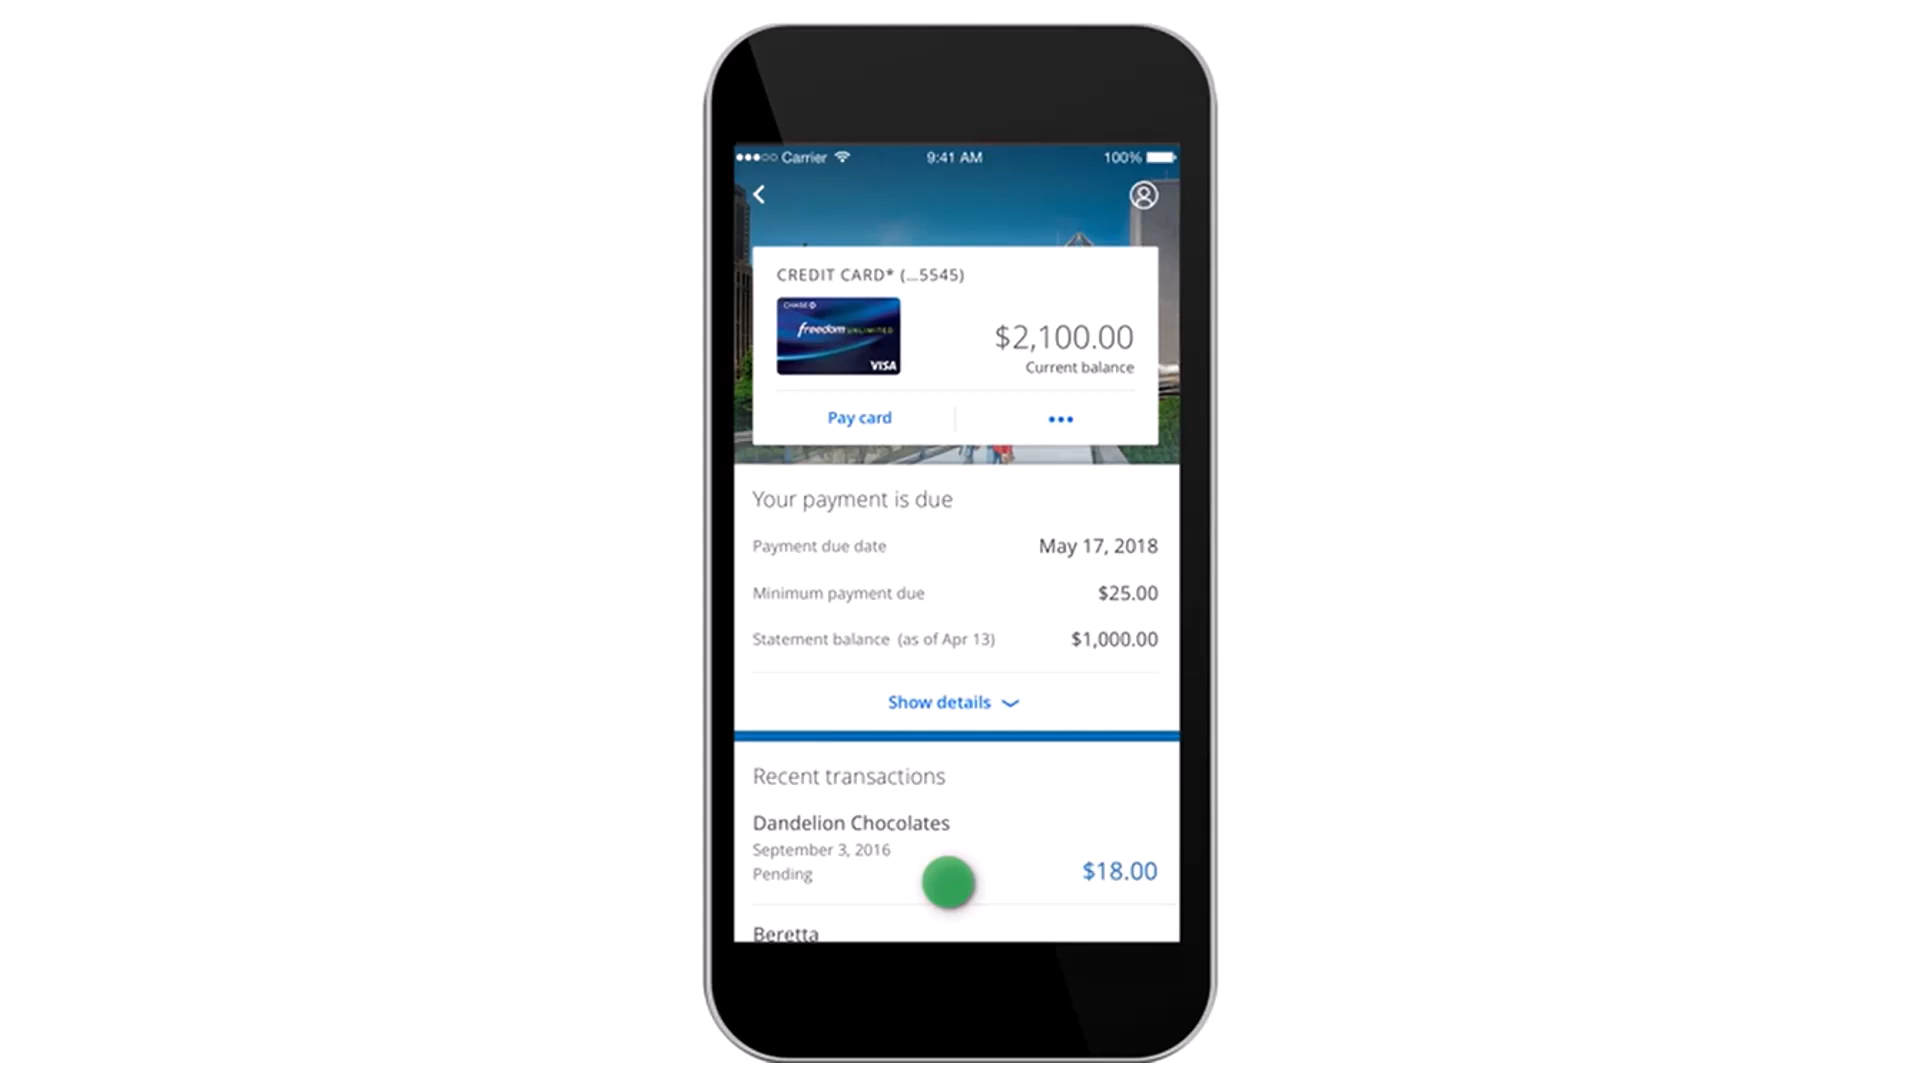 Carrier 9:41 AM 100%
CREDIT CARD* (...5545)
CHASE
freedom UNLIMITED
VISA
$2,100.00
Current balance
Pay card
Your payment is due
Payment due date May 17, 2018
Minimum payment due $25.00
Statement balance (as of Apr 13) $1,000.00
Show details
Recent transactions
Dandelion Chocolates
September 3, 2016
Pending $18.00
Beretta